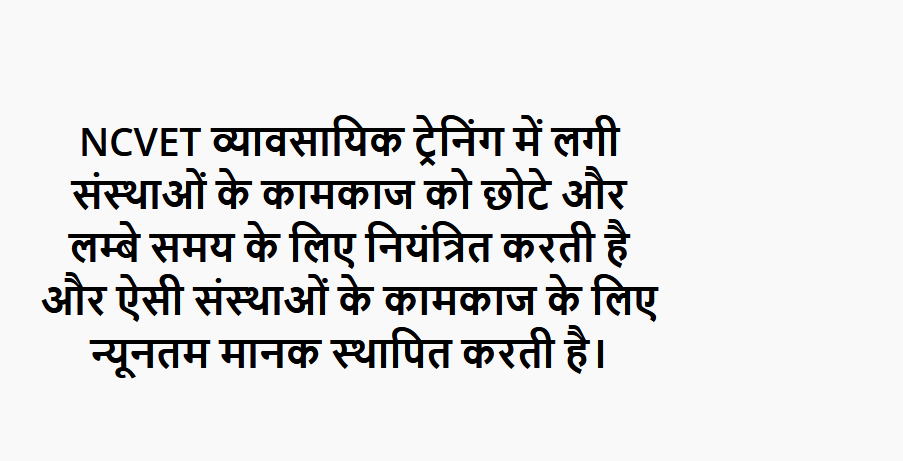 NCVET व्यावसायिक ट्रेनिंग में लगी
संस्थाओं के कामकाज को छोटे और
लम्बे समय के लिए नियंत्रित करती है
और ऐसी संस्थाओं के कामकाज के लिए
न्यूनतम मानक स्थापित करती है।